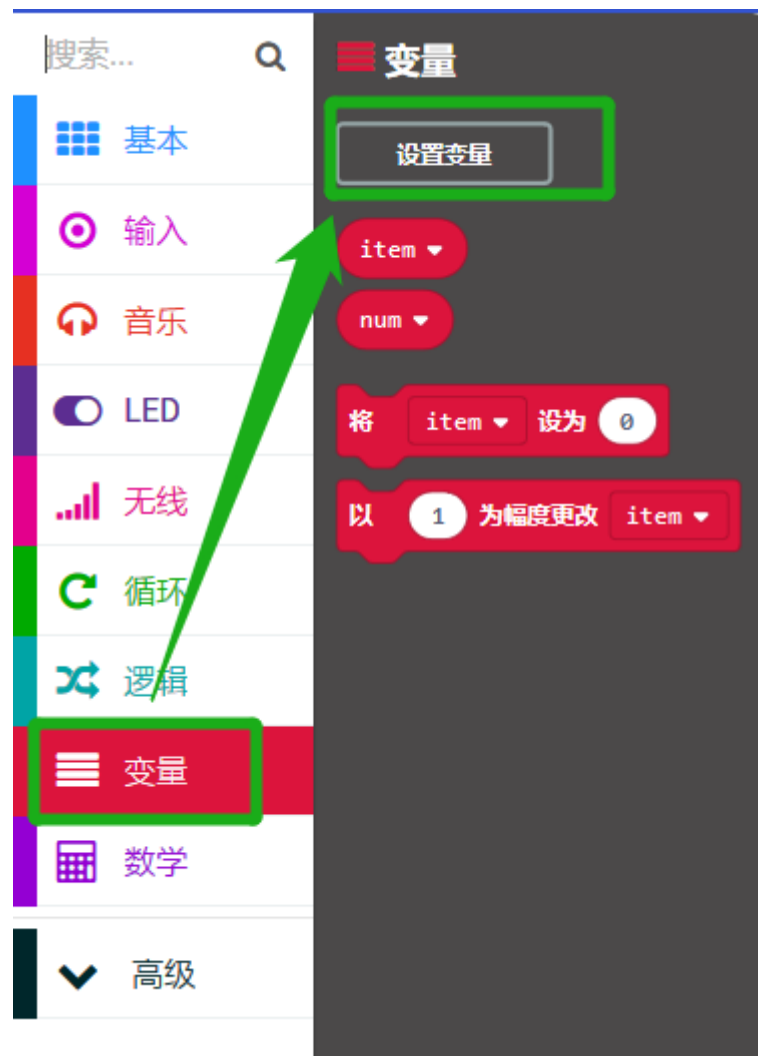 搜索...
基本
输入
音乐
LED
无线
循环
逻辑
变量
数学
高级
变量
设置变量
item
num
将 item 设为 0
以 1 为幅度更改 item